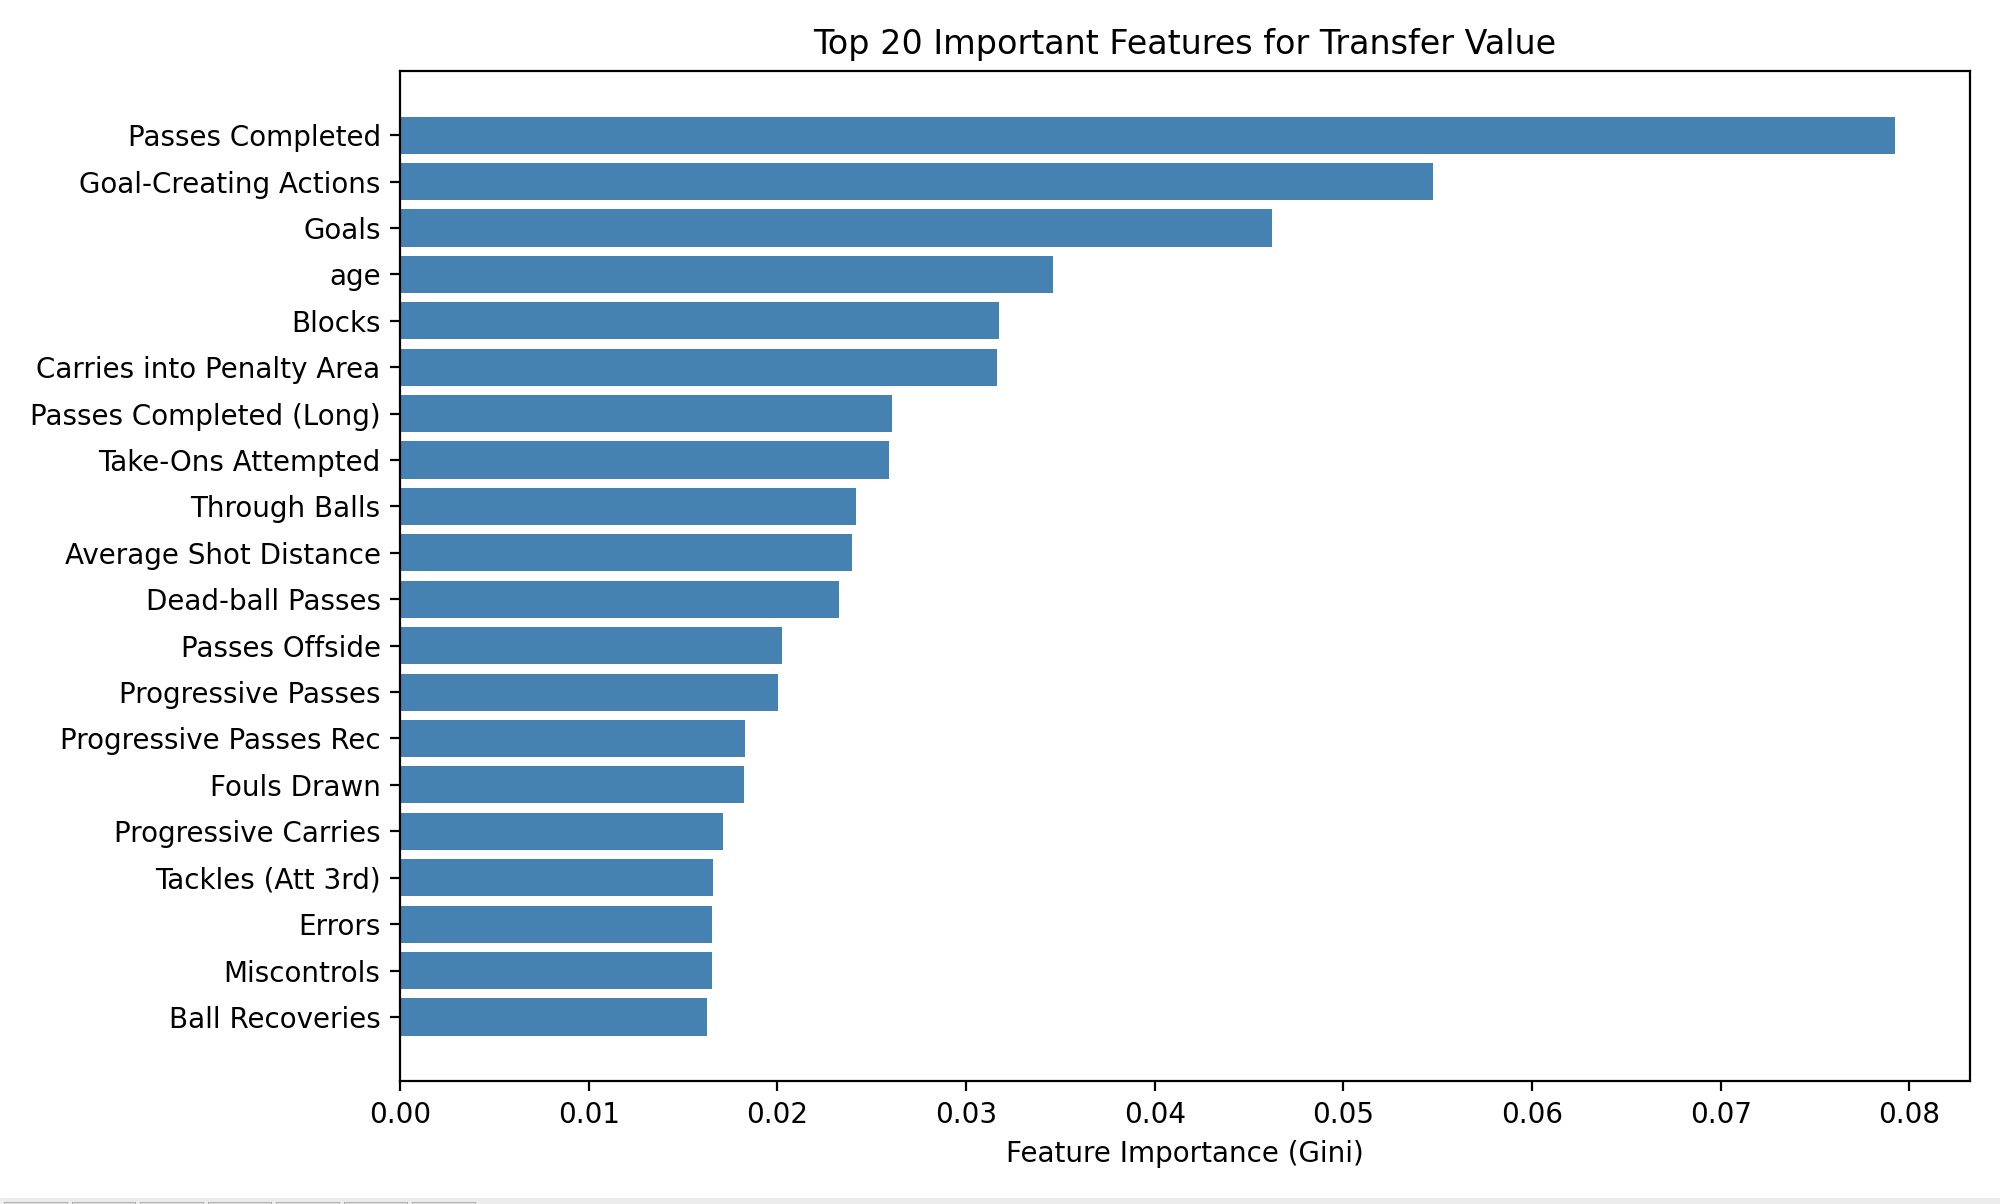 Top 20 Important Features for Transfer Value
Passes Completed
Goal-Creating Actions
Goals
age
Blocks
Carries into Penalty Area
Passes Completed (Long)
Take-Ons Attempted
Through Balls
Average Shot Distance
Dead-ball Passes
Passes Offside
Progressive Passes
Progressive Passes Rec
Fouls Drawn
Progressive Carries
Tackles (Att 3rd)
Errors
Miscontrols
Ball Recoveries
0.00 0.01 0.02 0.03 0.04 0.05 0.06 0.07 0.08
Feature Importance (Gini)